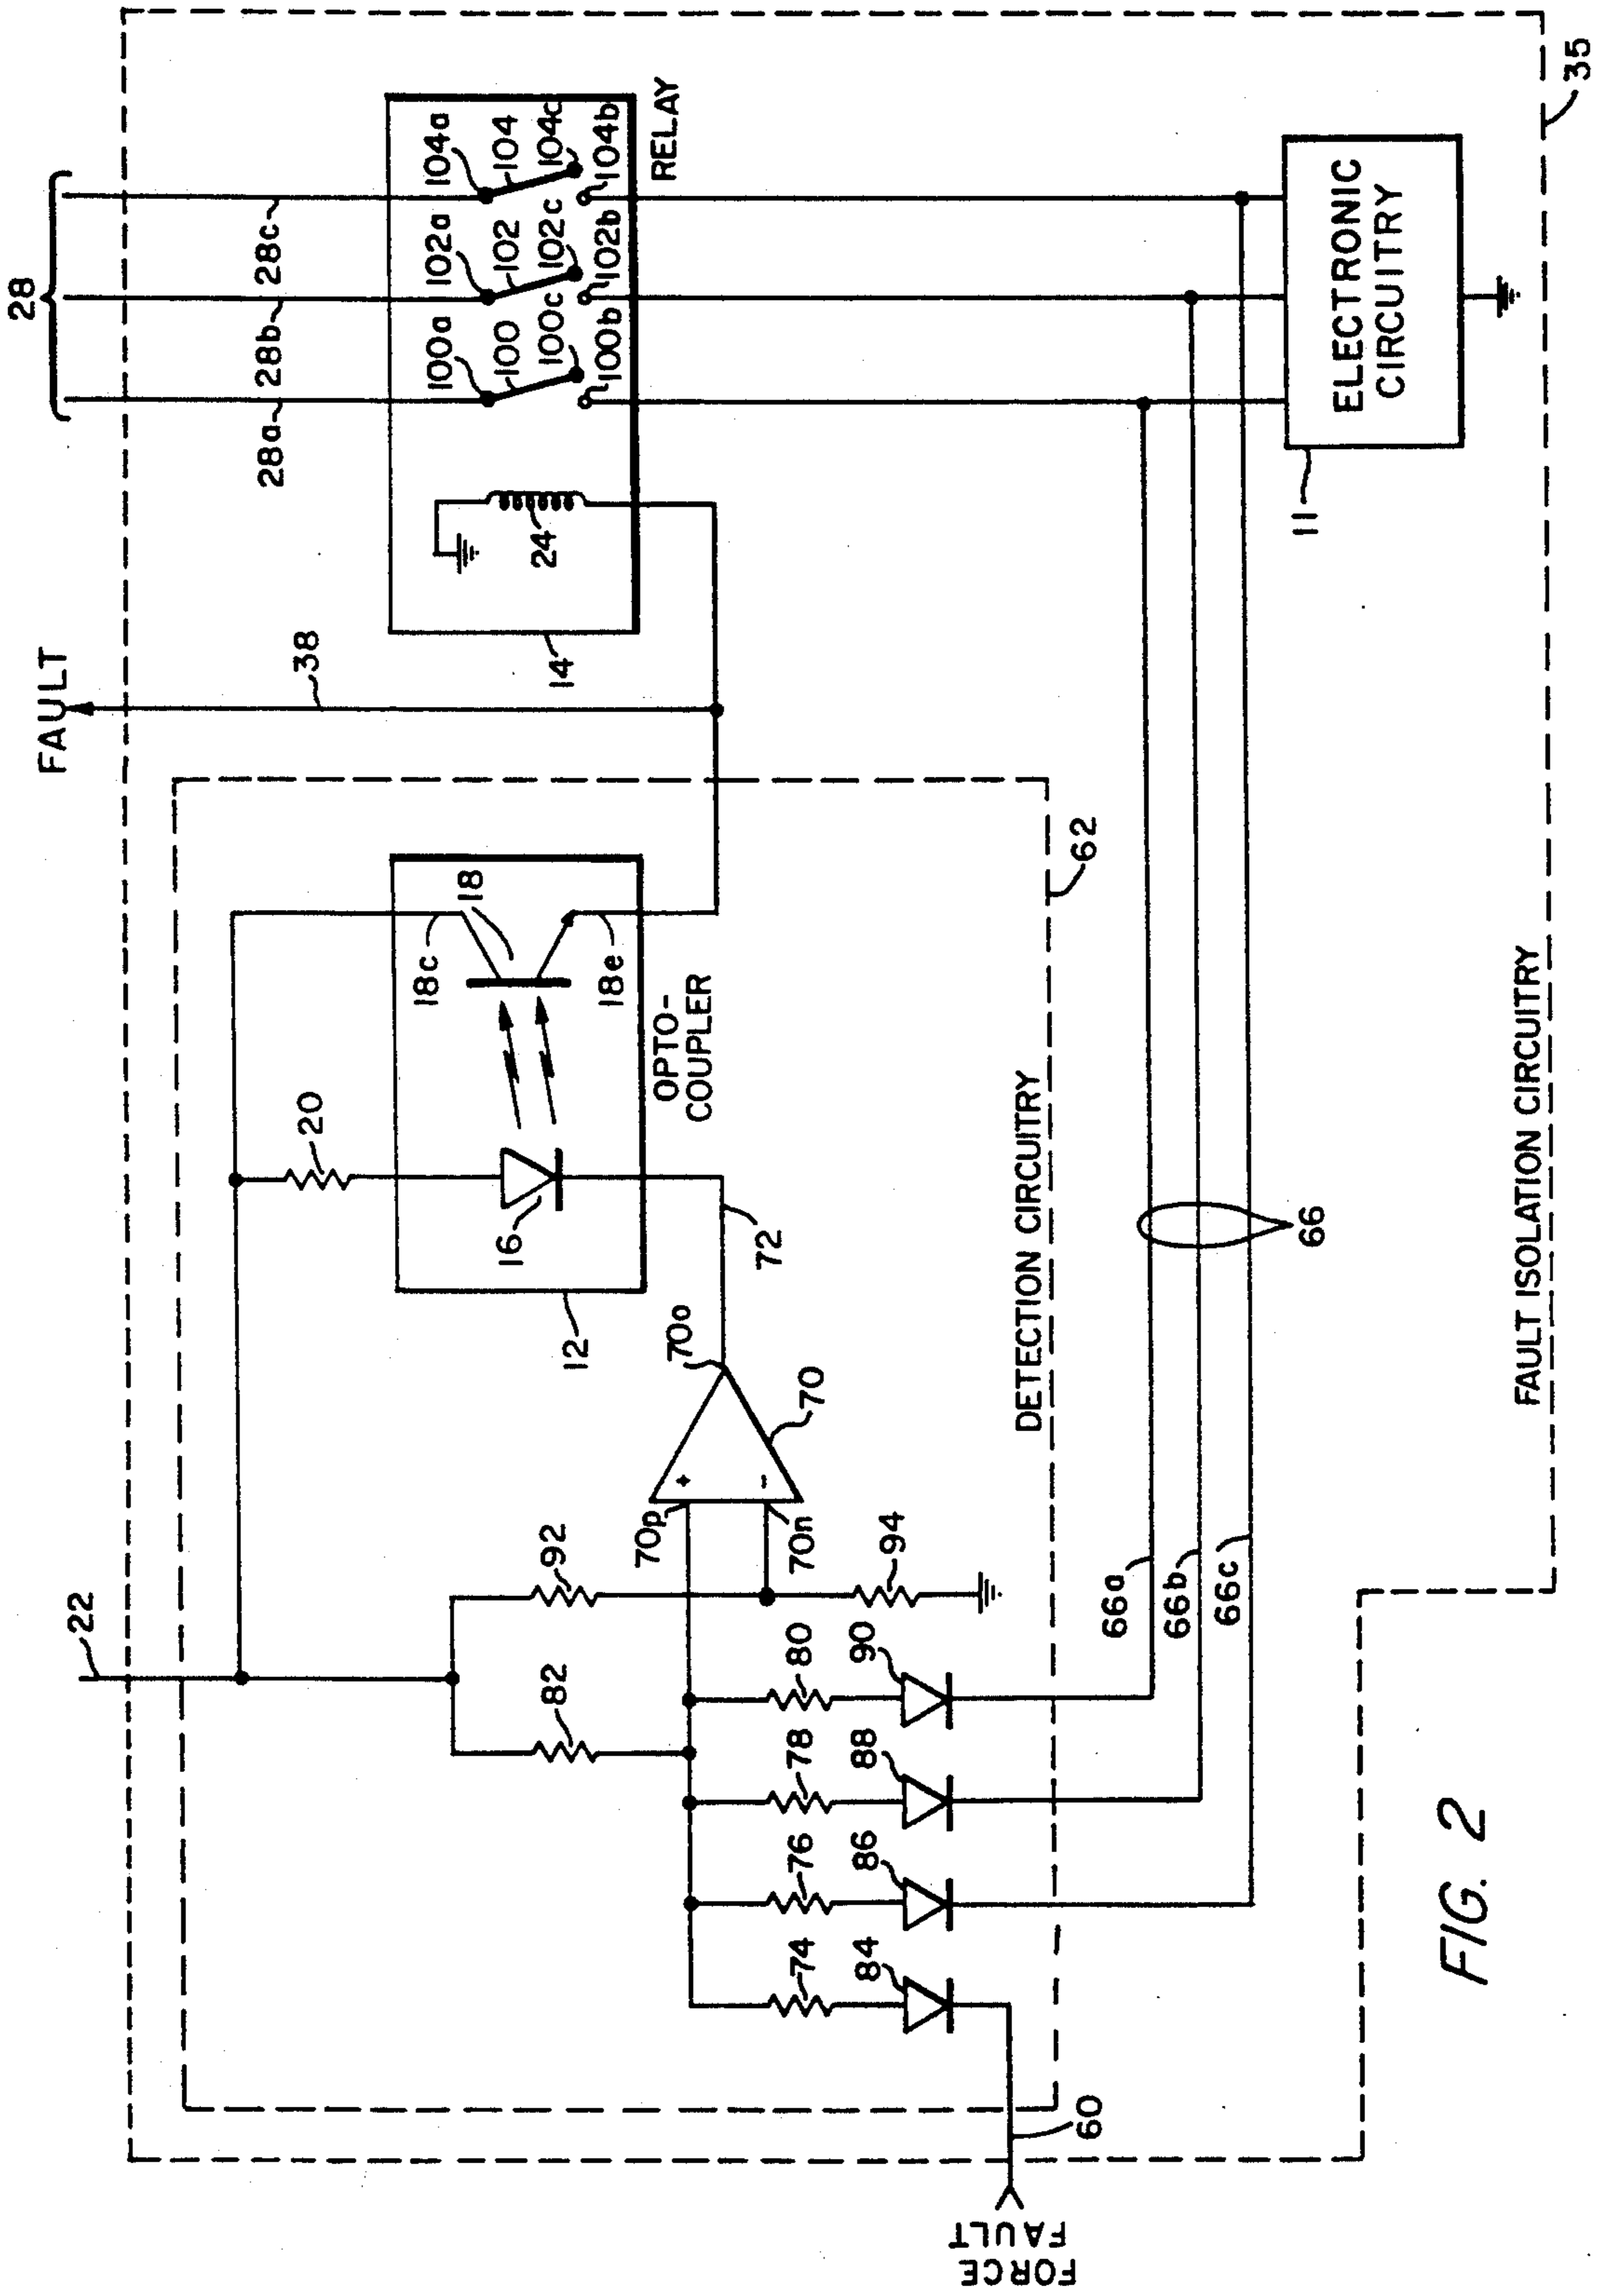 28
28a
28b
28c
FAULT
38
22
100a
102a
104a
100
102
104
100c
102c
104c
100b
102b
104b
RELAY
24
14
18c
18
18e
20
16
12
OPTO-
COUPLER
72
70o
70
70p
+
-
70n
92
82
94
74
76
78
80
84
86
88
90
DETECTION CIRCUITRY
62
66
66a
66b
66c
60
FORCE
FAULT
ELECTRONIC
CIRCUITRY
11
FAULT ISOLATION CIRCUITRY
35
FIG. 2